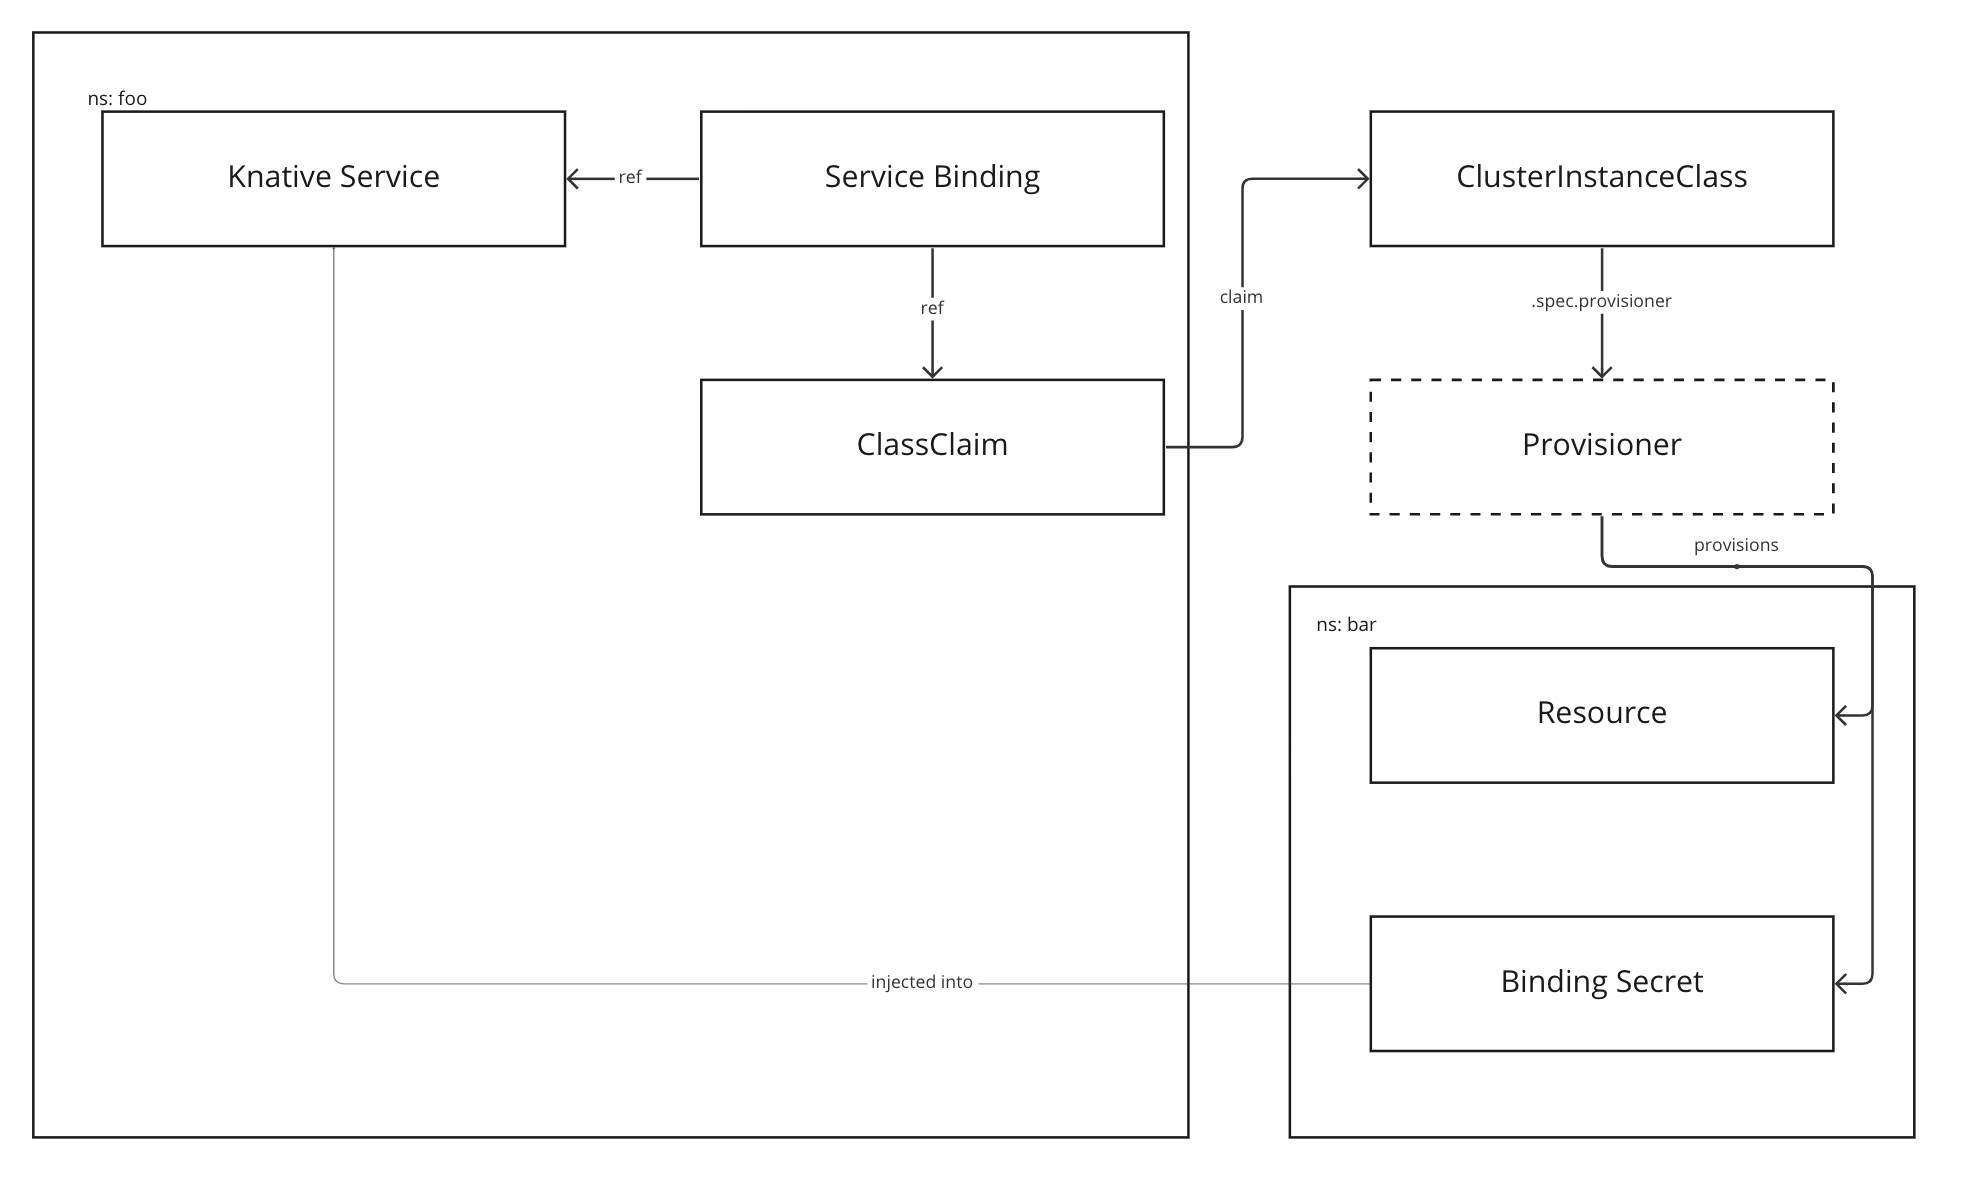 ns: foo
Knative Service
ref
Service Binding
ClusterInstanceClass
claim
.spec.provisioner
ref
ClassClaim
Provisioner
provisions
ns: bar
Resource
injected into
Binding Secret